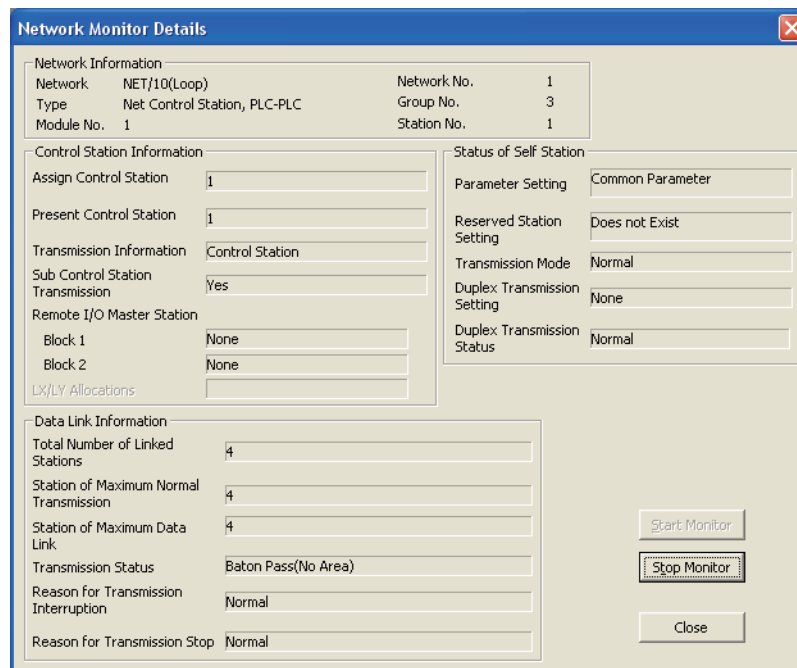 Network Monitor Details
Network Information
Network NET/10(Loop) Network No. 1
Type Net Control Station, PLC-PLC Group No. 3
Module No. 1 Station No. 1
Control Station Information
Assign Control Station 1
Present Control Station 1
Transmission Information Control Station
Sub Control Station
Transmission Yes
Remote I/O Master Station
Block 1 None
Block 2 None
LX/LY Allocations
Status of Self Station
Parameter Setting Common Parameter
Reserved Station
Setting Does not Exist
Transmission Mode Normal
Duplex Transmission
Setting None
Duplex Transmission
Status Normal
Data Link Information
Total Number of Linked
Stations 4
Station of Maximum Normal
Transmission 4
Station of Maximum Data
Link 4
Transmission Status Baton Pass(No Area)
Reason for Transmission
Interruption Normal
Reason for Transmission Stop Normal
Start Monitor
Stop Monitor
Close